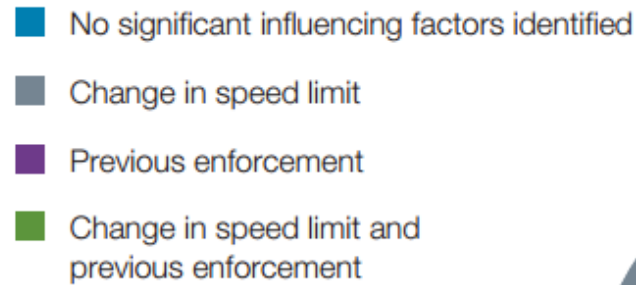 No significant influencing factors identified
Change in speed limit
Previous enforcement
Change in speed limit and
previous enforcement